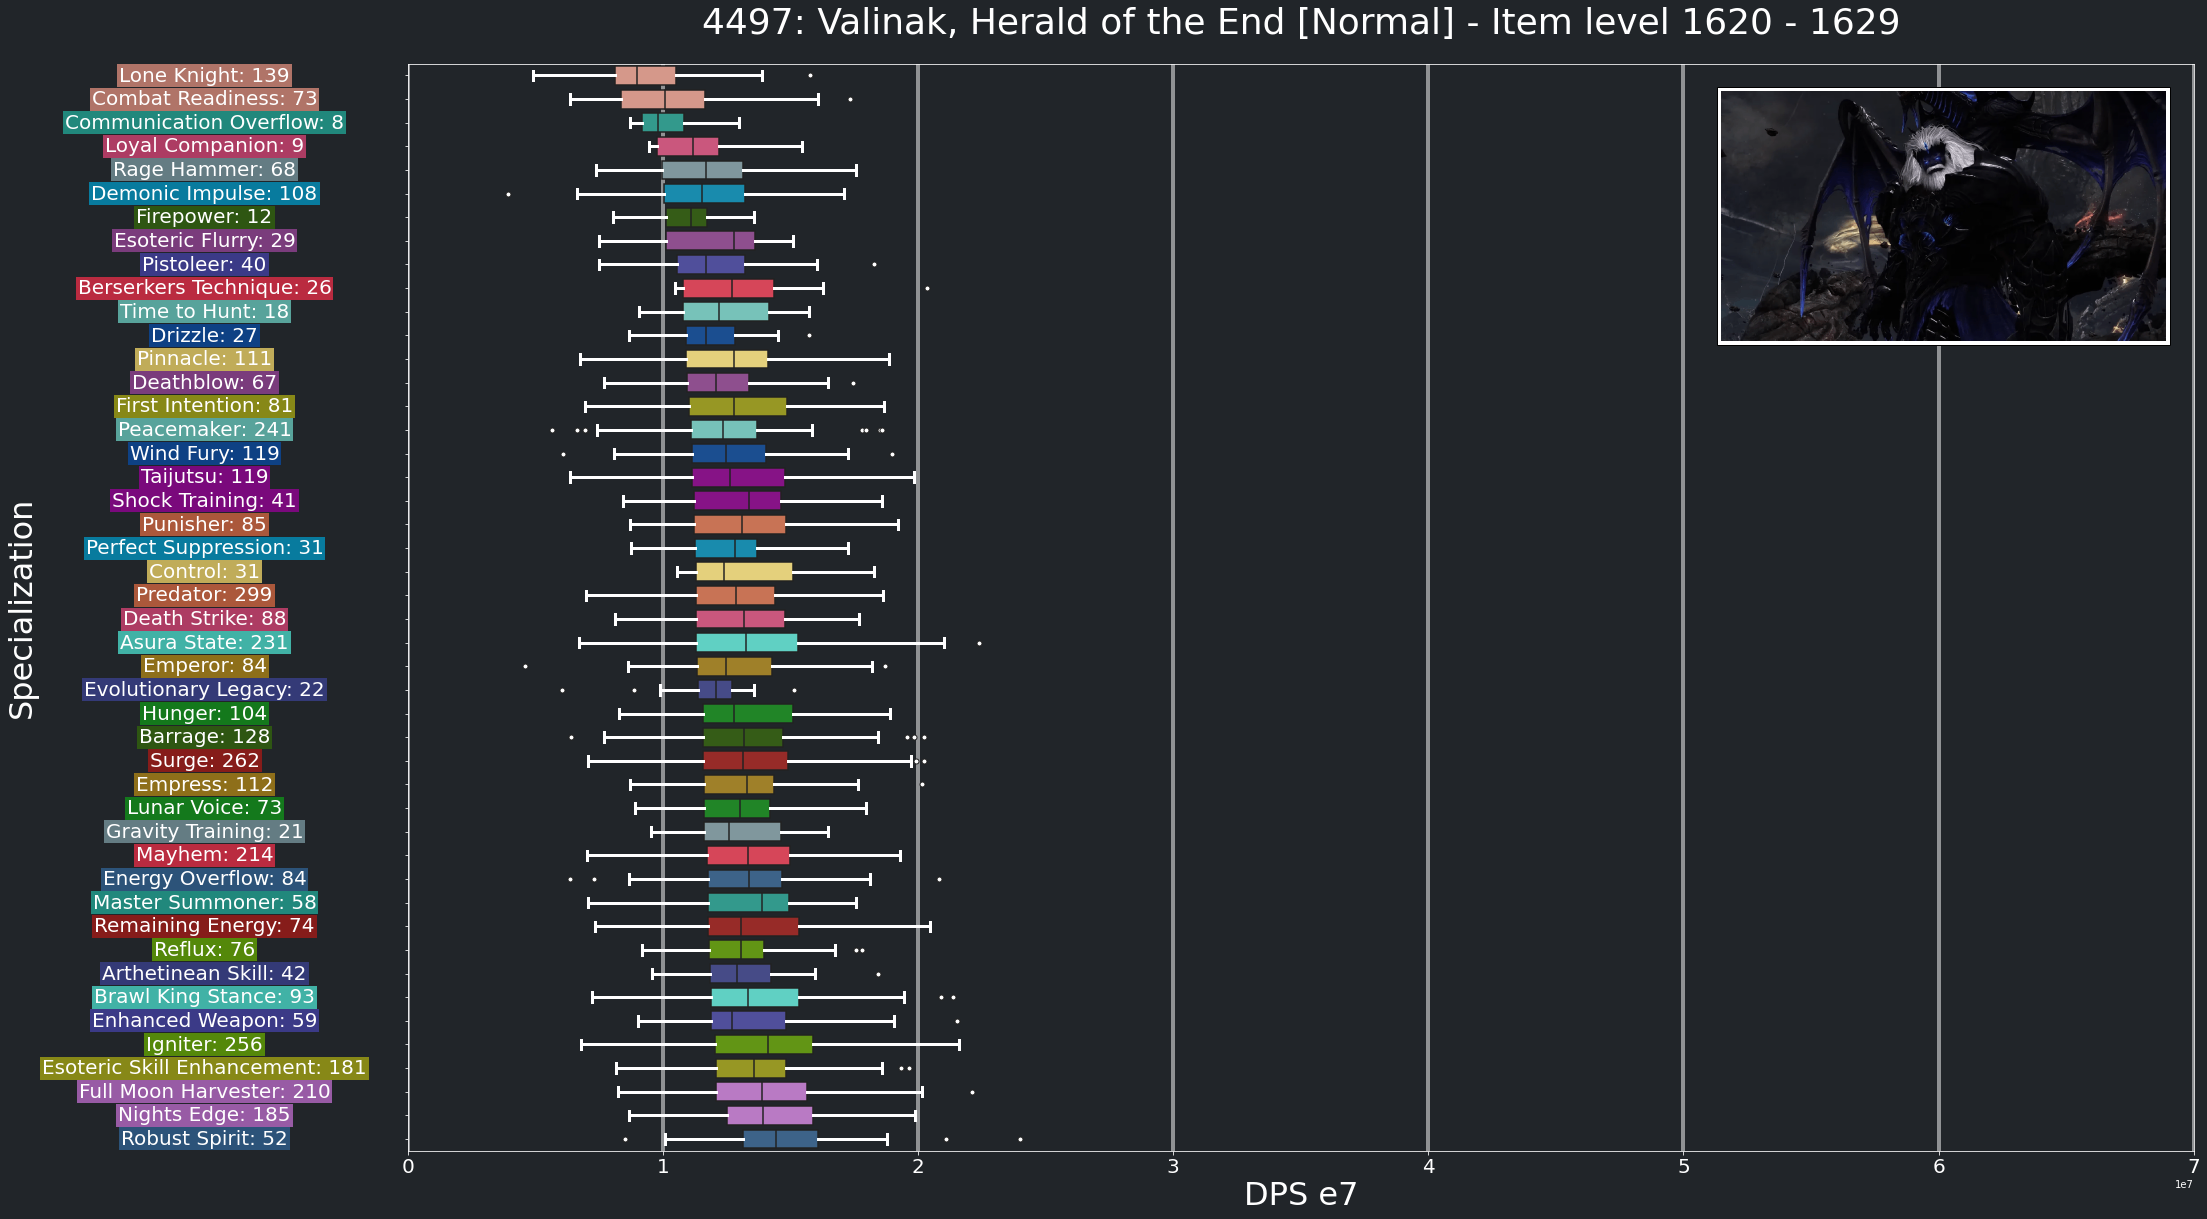 4497: Valinak, Herald of the End [Normal] - Item level 1620 - 1629
Lone Knight: 139
Combat Readiness: 73
Communication Overflow: 8
Loyal Companion: 9
Rage Hammer: 68
Demonic Impulse: 108
Firepower: 12
Esoteric Flurry: 29
Pistoleer: 40
Berserkers Technique: 26
Time to Hunt: 18
Drizzle: 27
Pinnacle: 111
Deathblow: 67
First Intention: 81
Peacemaker: 241
Wind Fury: 119
Taijutsu: 119
Shock Training: 41
Punisher: 85
Perfect Suppression: 31
Control: 31
Predator: 299
Death Strike: 88
Asura State: 231
Emperor: 84
Evolutionary Legacy: 22
Hunger: 104
Barrage: 128
Surge: 262
Empress: 112
Lunar Voice: 73
Gravity Training: 21
Mayhem: 214
Energy Overflow: 84
Master Summoner: 58
Remaining Energy: 74
Reflux: 76
Arthetinean Skill: 42
Brawl King Stance: 93
Enhanced Weapon: 59
Igniter: 256
Esoteric Skill Enhancement: 181
Full Moon Harvester: 210
Nights Edge: 185
Robust Spirit: 52
Specialization
0 1 2 3 4 5 6 7
1e7
DPS e7